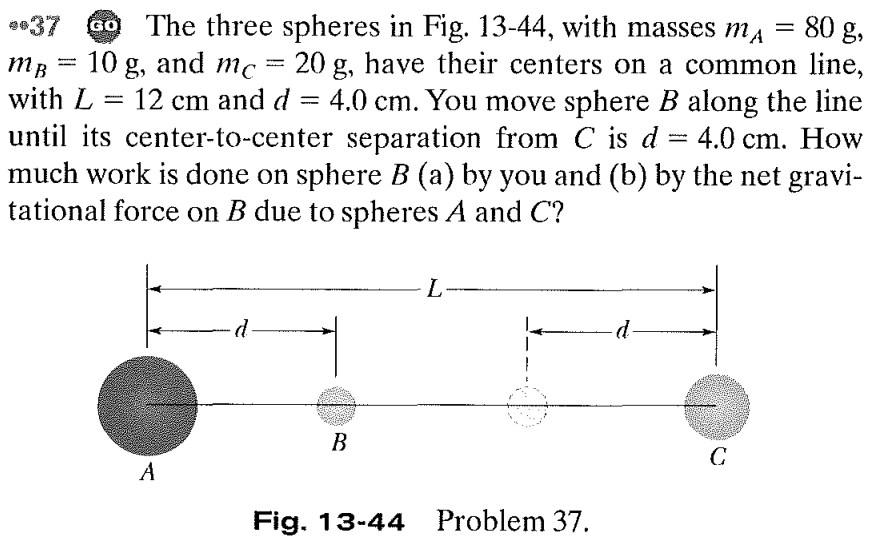 ••37 GO The three spheres in Fig. 13-44, with masses m_A = 80 g,
m_B = 10 g, and m_C = 20 g, have their centers on a common line,
with L = 12 cm and d = 4.0 cm. You move sphere B along the line
until its center-to-center separation from C is d = 4.0 cm. How
much work is done on sphere B (a) by you and (b) by the net gravi-
tational force on B due to spheres A and C?
L
d d
B
C
A
Fig. 13-44 Problem 37.